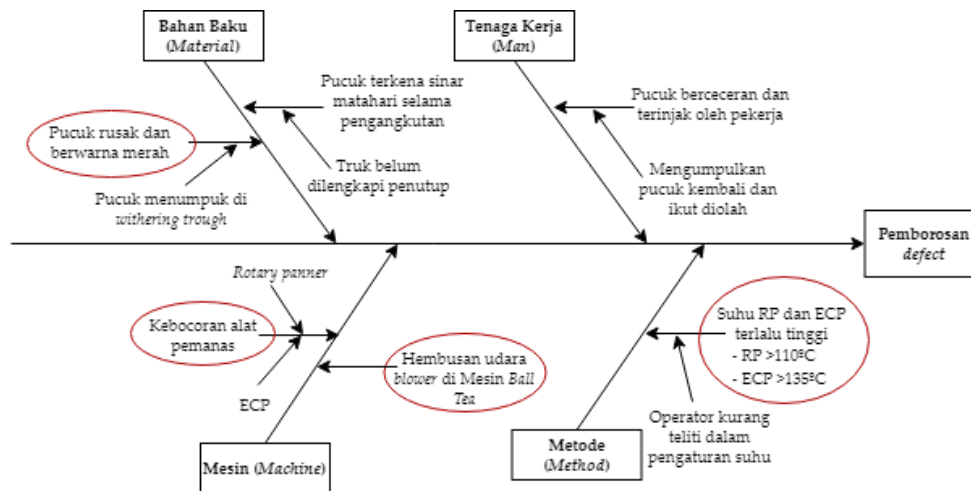 Bahan Baku
(Material)
Tenaga Kerja
(Man)
Pucuk terkena sinar
matahari selama
pengangkutan
Pucuk berceceran dan
terinjak oleh pekerja
Pucuk rusak dan
berwarna merah
Truk belum
dilengkapi penutup
Mengumpulkan
pucuk kembali dan
ikut diolah
Pucuk menumpuk di
withering trough
Pemborosan
defect
Rotary panner
Kebocoran alat
pemanas
Suhu RP dan ECP
terlalu tinggi
- RP >110ºC
- ECP >135ºC
Hembusan udara
blower di Mesin Ball
Tea
ECP
Operator kurang
teliti dalam
pengaturan suhu
Mesin (Machine)
Metode
(Method)